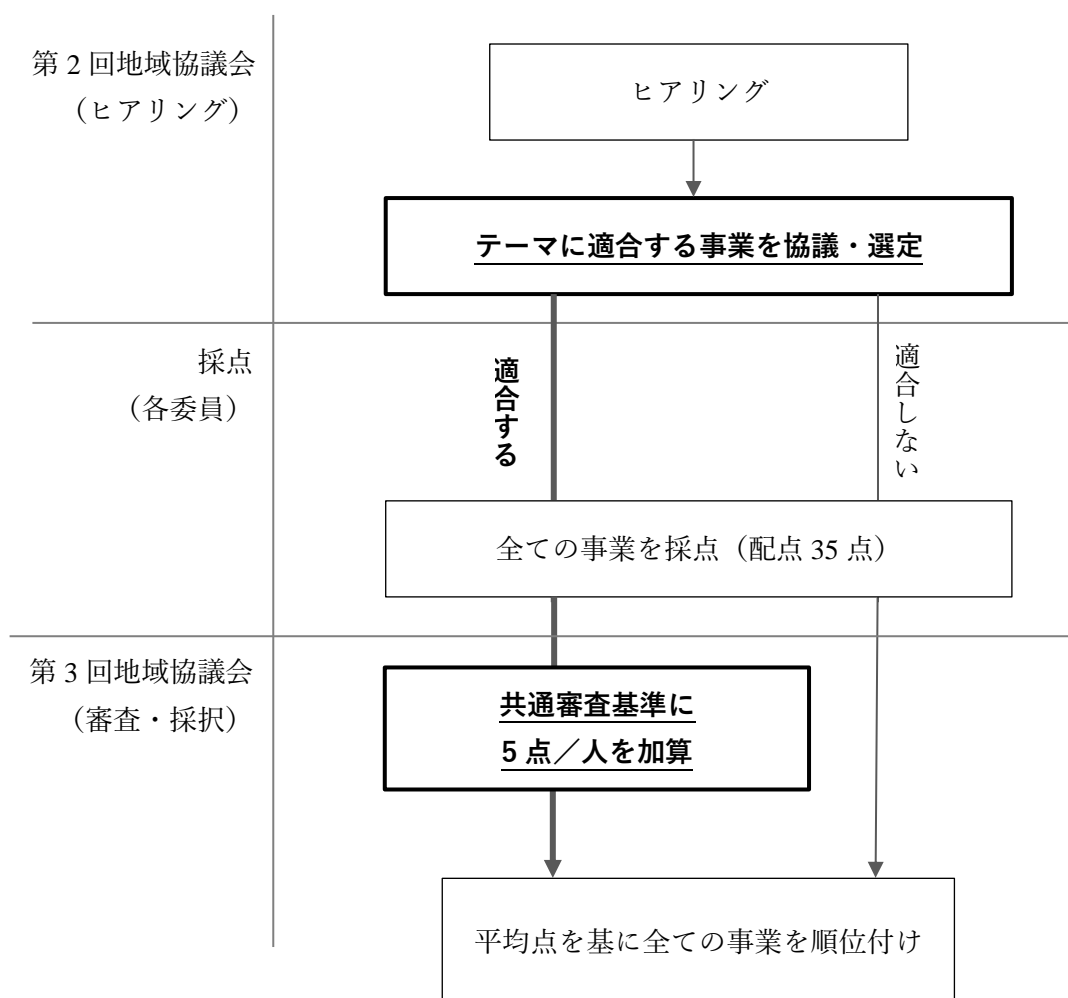 第2回地域協議会
（ヒアリング）
ヒアリング
テーマに適合する事業を協議・選定
採点
（各委員）
適合する
適合しない
全ての事業を採点（配点 35 点）
第3回地域協議会
（審査・採択）
共通審査基準に
5 点／人を加算
平均点を基に全ての事業を順位付け